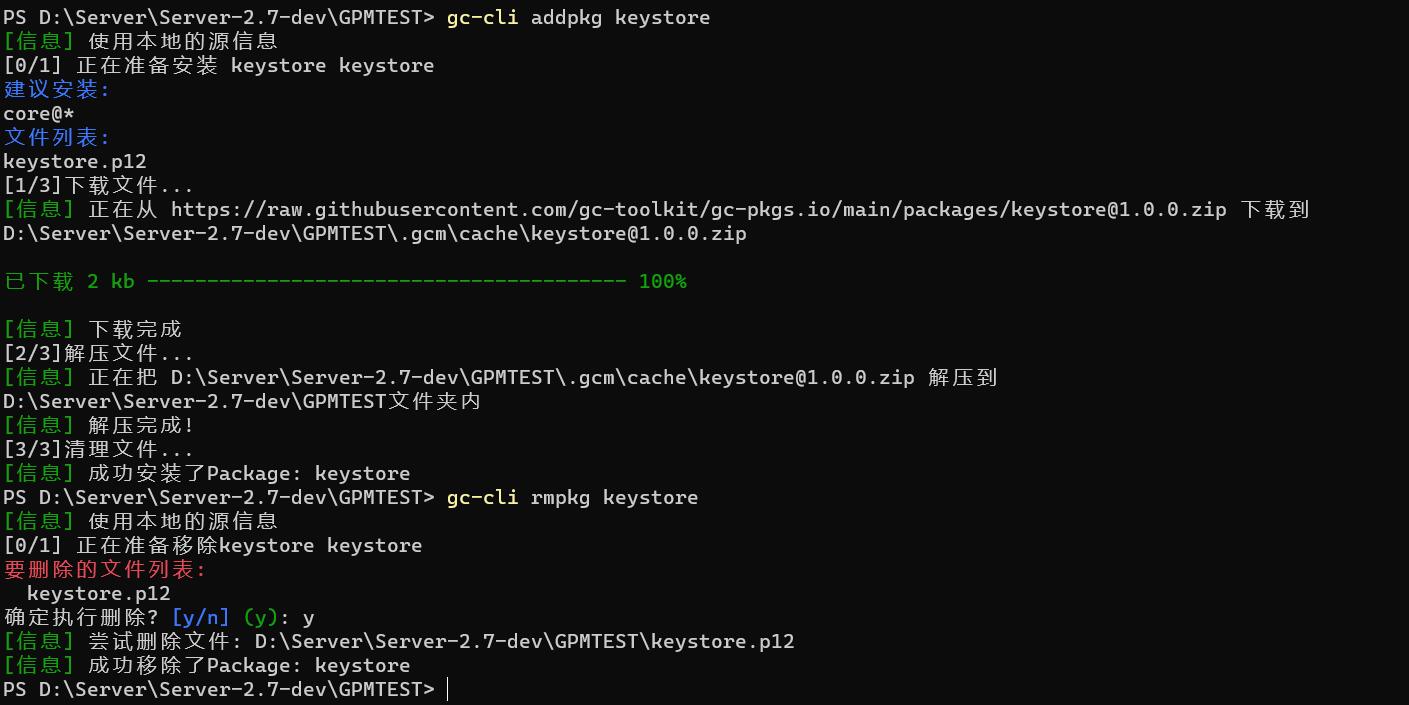 PS D:\Server\Server-2.7-dev\GPMTEST> gc-cli addpkg keystore
[信息] 使用本地的源信息
[0/1] 正在准备安装 keystore keystore
建议安装:
core@*
文件列表:
keystore.p12
[1/3]下载文件...
[信息] 正在从 https://raw.githubusercontent.com/gc-toolkit/gc-pkgs.io/main/packages/keystore@1.0.0.zip 下载到
D:\Server\Server-2.7-dev\GPMTEST\.gcm\cache\keystore@1.0.0.zip
已下载 2 kb ---------------------------------------- 100%
[信息] 下载完成
[2/3]解压文件...
[信息] 正在把 D:\Server\Server-2.7-dev\GPMTEST\.gcm\cache\keystore@1.0.0.zip 解压到
D:\Server\Server-2.7-dev\GPMTEST文件夹内
[信息] 解压完成!
[3/3]清理文件...
[信息] 成功安装了Package: keystore
PS D:\Server\Server-2.7-dev\GPMTEST> gc-cli rmpkg keystore
[信息] 使用本地的源信息
[0/1] 正在准备移除keystore keystore
要删除的文件列表:
  keystore.p12
确定执行删除? [y/n] (y): y
[信息] 尝试删除文件: D:\Server\Server-2.7-dev\GPMTEST\keystore.p12
[信息] 成功移除了Package: keystore
PS D:\Server\Server-2.7-dev\GPMTEST>